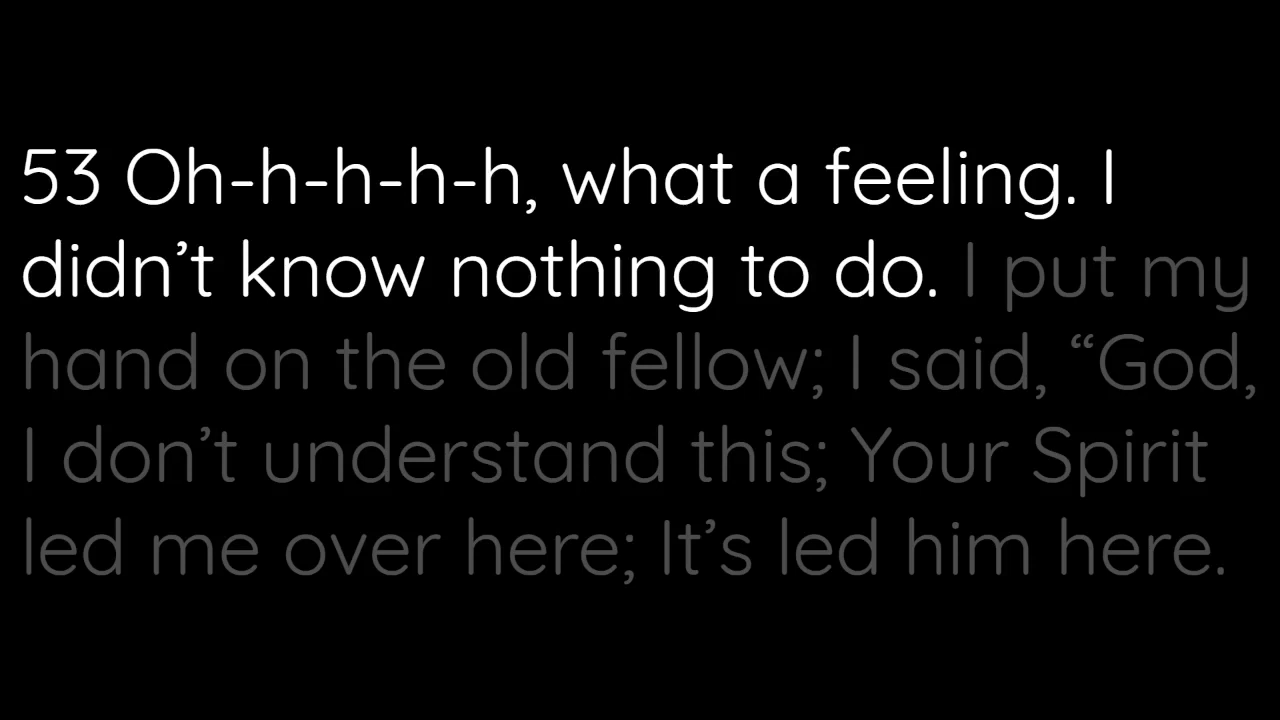 53 Oh-h-h-h-h, what a feeling. I
didn’t know nothing to do. I put my
hand on the old fellow; I said, “God,
I don’t understand this; Your Spirit
led me over here; It’s led him here.